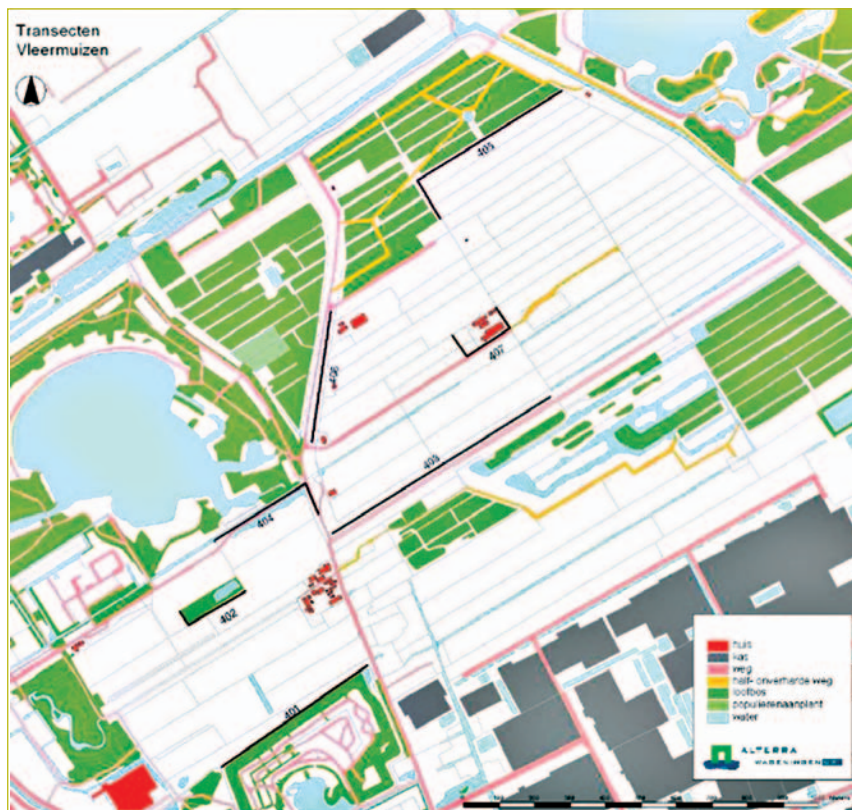 Transecten
Vleermuizen
405
406
407
403
404
402
401
huis
kas
weg
half- onverharde weg
loofbos
populierenaanplant
water
ALTERRA
WAGENINGEN UR